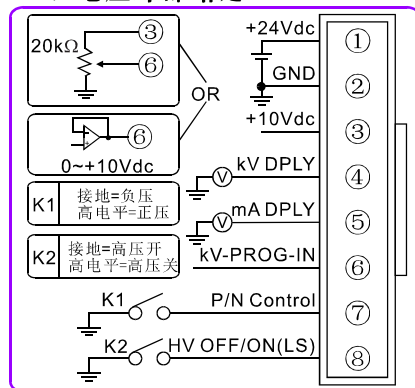 20kΩ
③
⑥
OR
⑥
0~+10Vdc
K1
接地=负压
高电平=正压
K2
接地=高压开
高电平=高压关
+24Vdc
①
GND
②
+10Vdc
③
V
kV DPLY
④
V
mA DPLY
⑤
kV-PROG-IN
⑥
K1
P/N Control
⑦
K2
HV OFF/ON(LS)
⑧